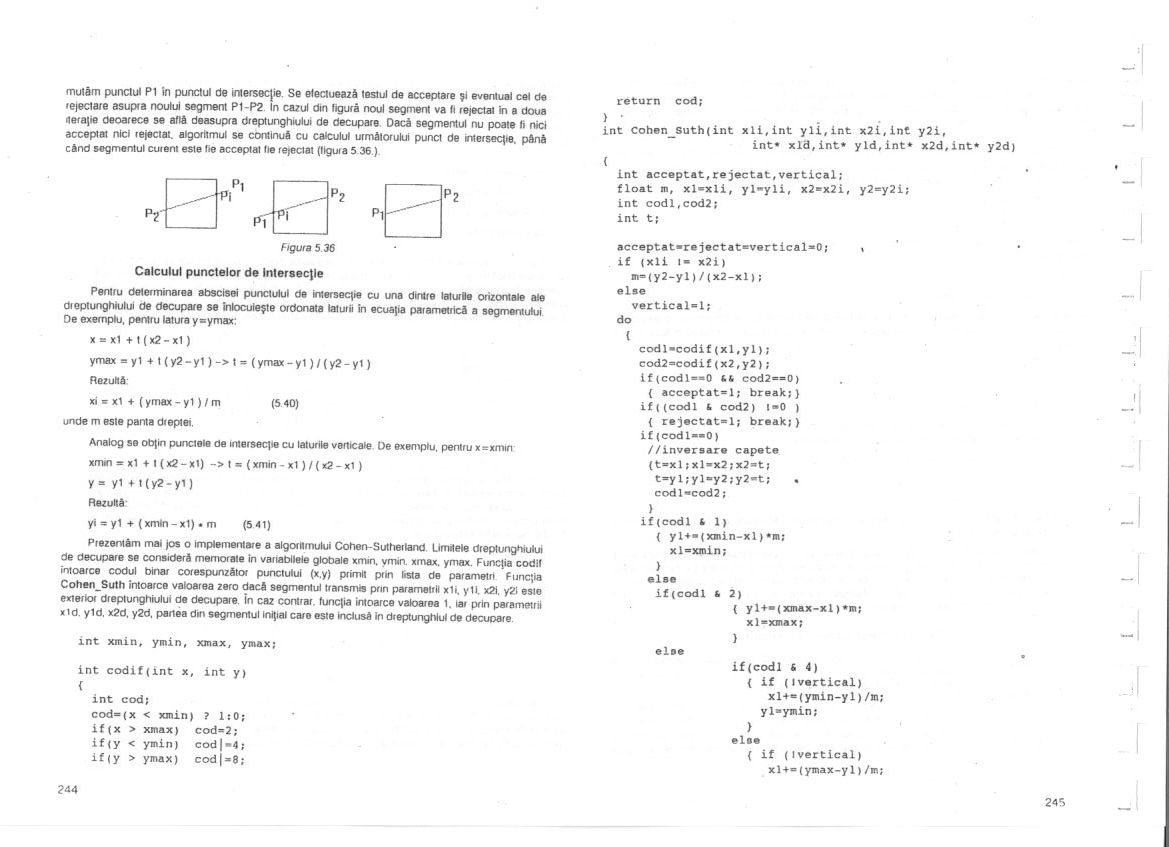 mutăm punctul P1 în punctul de intersecţie. Se efectuează testul de acceptare şi eventual cel de
rejectare asupra noului segment P1-P2. În cazul din figură noul segment va fi rejectat în a doua
iteraţie deoarece se află deasupra dreptunghiului de decupare. Dacă segmentul nu poate fi nici
acceptat nici rejectat, algoritmul se continuă cu calculul următorului punct de intersecţie, până
când segmentul curent este fie acceptat fie rejectat (figura 5.36.).
P1
Pi
P2
P2
P1
Pi
P1
P2
Figura 5.36
Calculul punctelor de intersecţie
Pentru determinarea abscisei punctului de intersecţie cu una dintre laturile orizontale ale
dreptunghiului de decupare se înlocuieşte ordonata laturii în ecuaţia parametrică a segmentului.
De exemplu, pentru latura y=ymax:
x = x1 + t ( x2 – x1 )
ymax = y1 + t ( y2 – y1 ) –> t = ( ymax – y1 ) / ( y2 – y1 )
Rezultă:
xi = x1 + ( ymax – y1 ) / m (5.40)
unde m este panta dreptei.
Analog se obţin punctele de intersecţie cu laturile verticale. De exemplu, pentru x=xmin:
xmin = x1 + t ( x2 – x1) --> t = ( xmin – x1 ) / ( x2 – x1 )
y = y1 + t ( y2 – y1 )
Rezultă:
yi = y1 + ( xmin – x1) * m (5.41)
Prezentăm mai jos o implementare a algoritmului Cohen-Sutherland. Limitele dreptunghiului
de decupare se consideră memorate în variabilele globale xmin, ymin, xmax, ymax. Funcţia codif
întoarce codul binar corespunzător punctului (x,y) primit prin lista de parametri. Funcţia
Cohen_Suth întoarce valoarea zero dacă segmentul transmis prin parametrii x1i, y1i, x2i, y2i este
exterior dreptunghiului de decupare. În caz contrar, funcţia întoarce valoarea 1, iar prin parametrii
x1d, y1d, x2d, y2d, partea din segmentul iniţial care este inclusă în dreptunghiul de decupare.
int xmin, ymin, xmax, ymax;
int codif(int x, int y)
{
int cod;
cod=(x < xmin) ? 1:0;
if(x > xmax) cod=2;
if(y < ymin) cod|=4;
if(y > ymax) cod|=8;
244
return cod;
}
int Cohen_Suth(int x1i,int y1i,int x2i,int y2i,
int* x1d,int* y1d,int* x2d,int* y2d)
{
int acceptat,rejectat,vertical;
float m, x1=x1i, y1=y1i, x2=x2i, y2=y2i;
int cod1,cod2;
int t;
acceptat=rejectat=vertical=0;
if (x1i != x2i)
m=(y2-y1)/(x2-x1);
else
vertical=1;
do
{
cod1=codif(x1,y1);
cod2=codif(x2,y2);
if(cod1==0 && cod2==0)
{ acceptat=1; break;}
if((cod1 & cod2) !=0 )
{ rejectat=1; break;}
if(cod1==0)
//inversare capete
{t=x1;x1=x2;x2=t;
t=y1;y1=y2;y2=t;
cod1=cod2;
}
if(cod1 & 1)
{ y1+=(xmin-x1)*m;
x1=xmin;
}
else
if(cod1 & 2)
{ y1+=(xmax-x1)*m;
x1=xmax;
}
else
if(cod1 & 4)
{ if (!vertical)
x1+=(ymin-y1)/m;
y1=ymin;
}
else
{ if (!vertical)
x1+=(ymax-y1)/m;
245